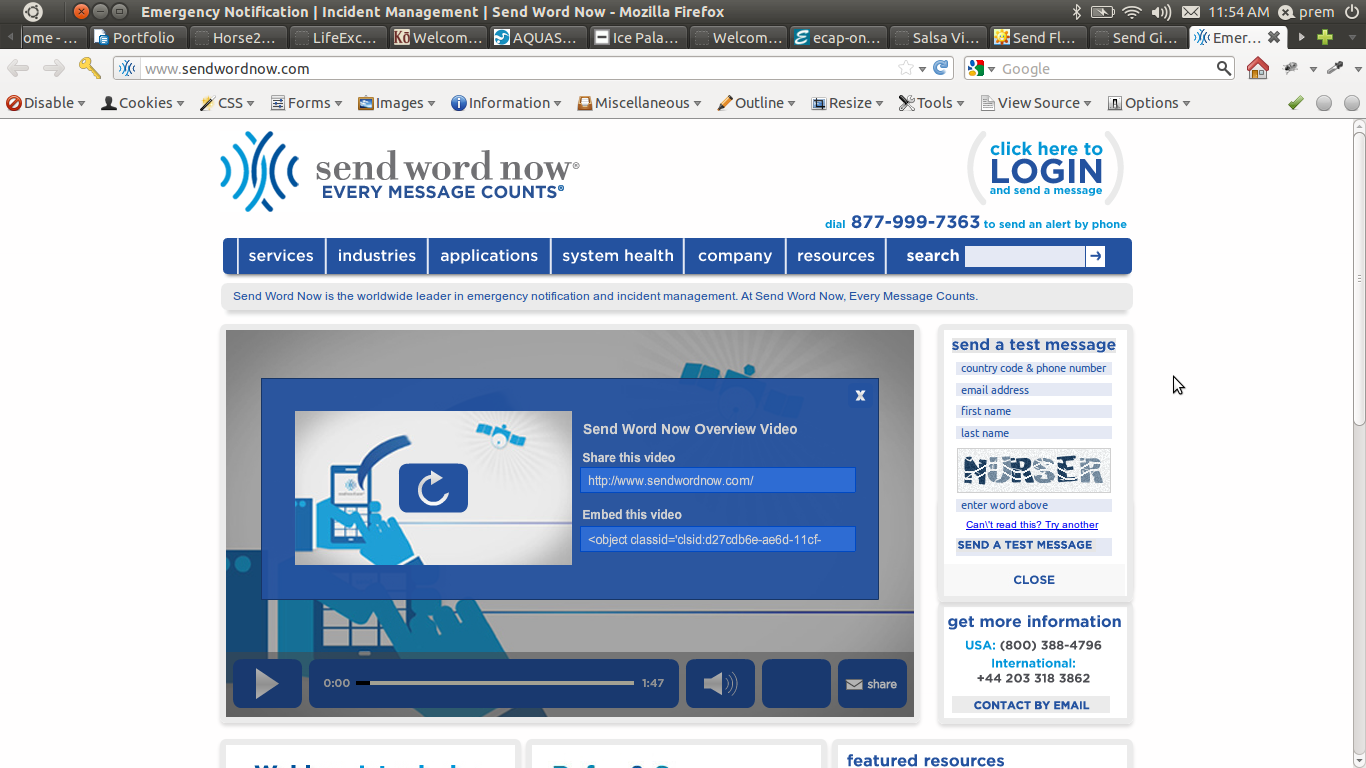 Emergency Notification | Incident Management | Send Word Now - Mozilla Firefox
11:54 AM prem
ome - ... Portfolio Horse2... LifeExc... Welcom... AQUAS... Ice Pala... Welcom... ecap-on... Salsa Vi... Send Fl... Send Gi... Emer...
www.sendwordnow.com
Google
Disable Cookies CSS Forms Images Information Miscellaneous Outline Resize Tools View Source Options
send word now®
EVERY MESSAGE COUNTS®
click here to
LOGIN
and send a message
dial 877-999-7363 to send an alert by phone
services industries applications system health company resources search
Send Word Now is the worldwide leader in emergency notification and incident management. At Send Word Now, Every Message Counts.
X
Send Word Now Overview Video
Share this video
http://www.sendwordnow.com/
Embed this video
<object classid='clsid:d27cdb6e-ae6d-11cf-
0:00 1:47 share
send a test message
country code & phone number
email address
first name
last name
NURSER
enter word above
Can\'t read this? Try another
SEND A TEST MESSAGE
CLOSE
get more information
USA: (800) 388-4796
International:
+44 203 318 3862
CONTACT BY EMAIL
featured resources